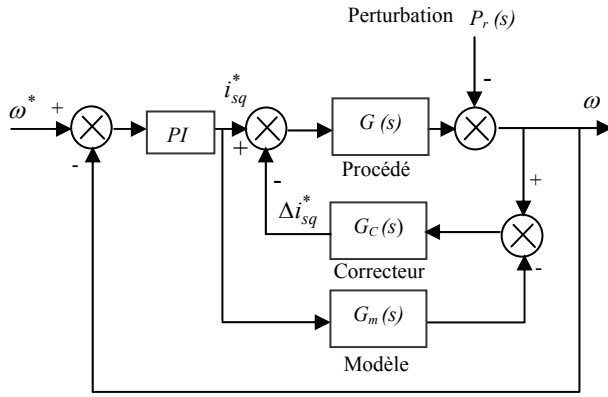 Perturbation P_r (s)
-
i*_sq
ω* + PI + G (s) ω
-
Procédé
-
+
Δi*_sq G_C (s)
-
Correcteur
G_m (s)
Modèle